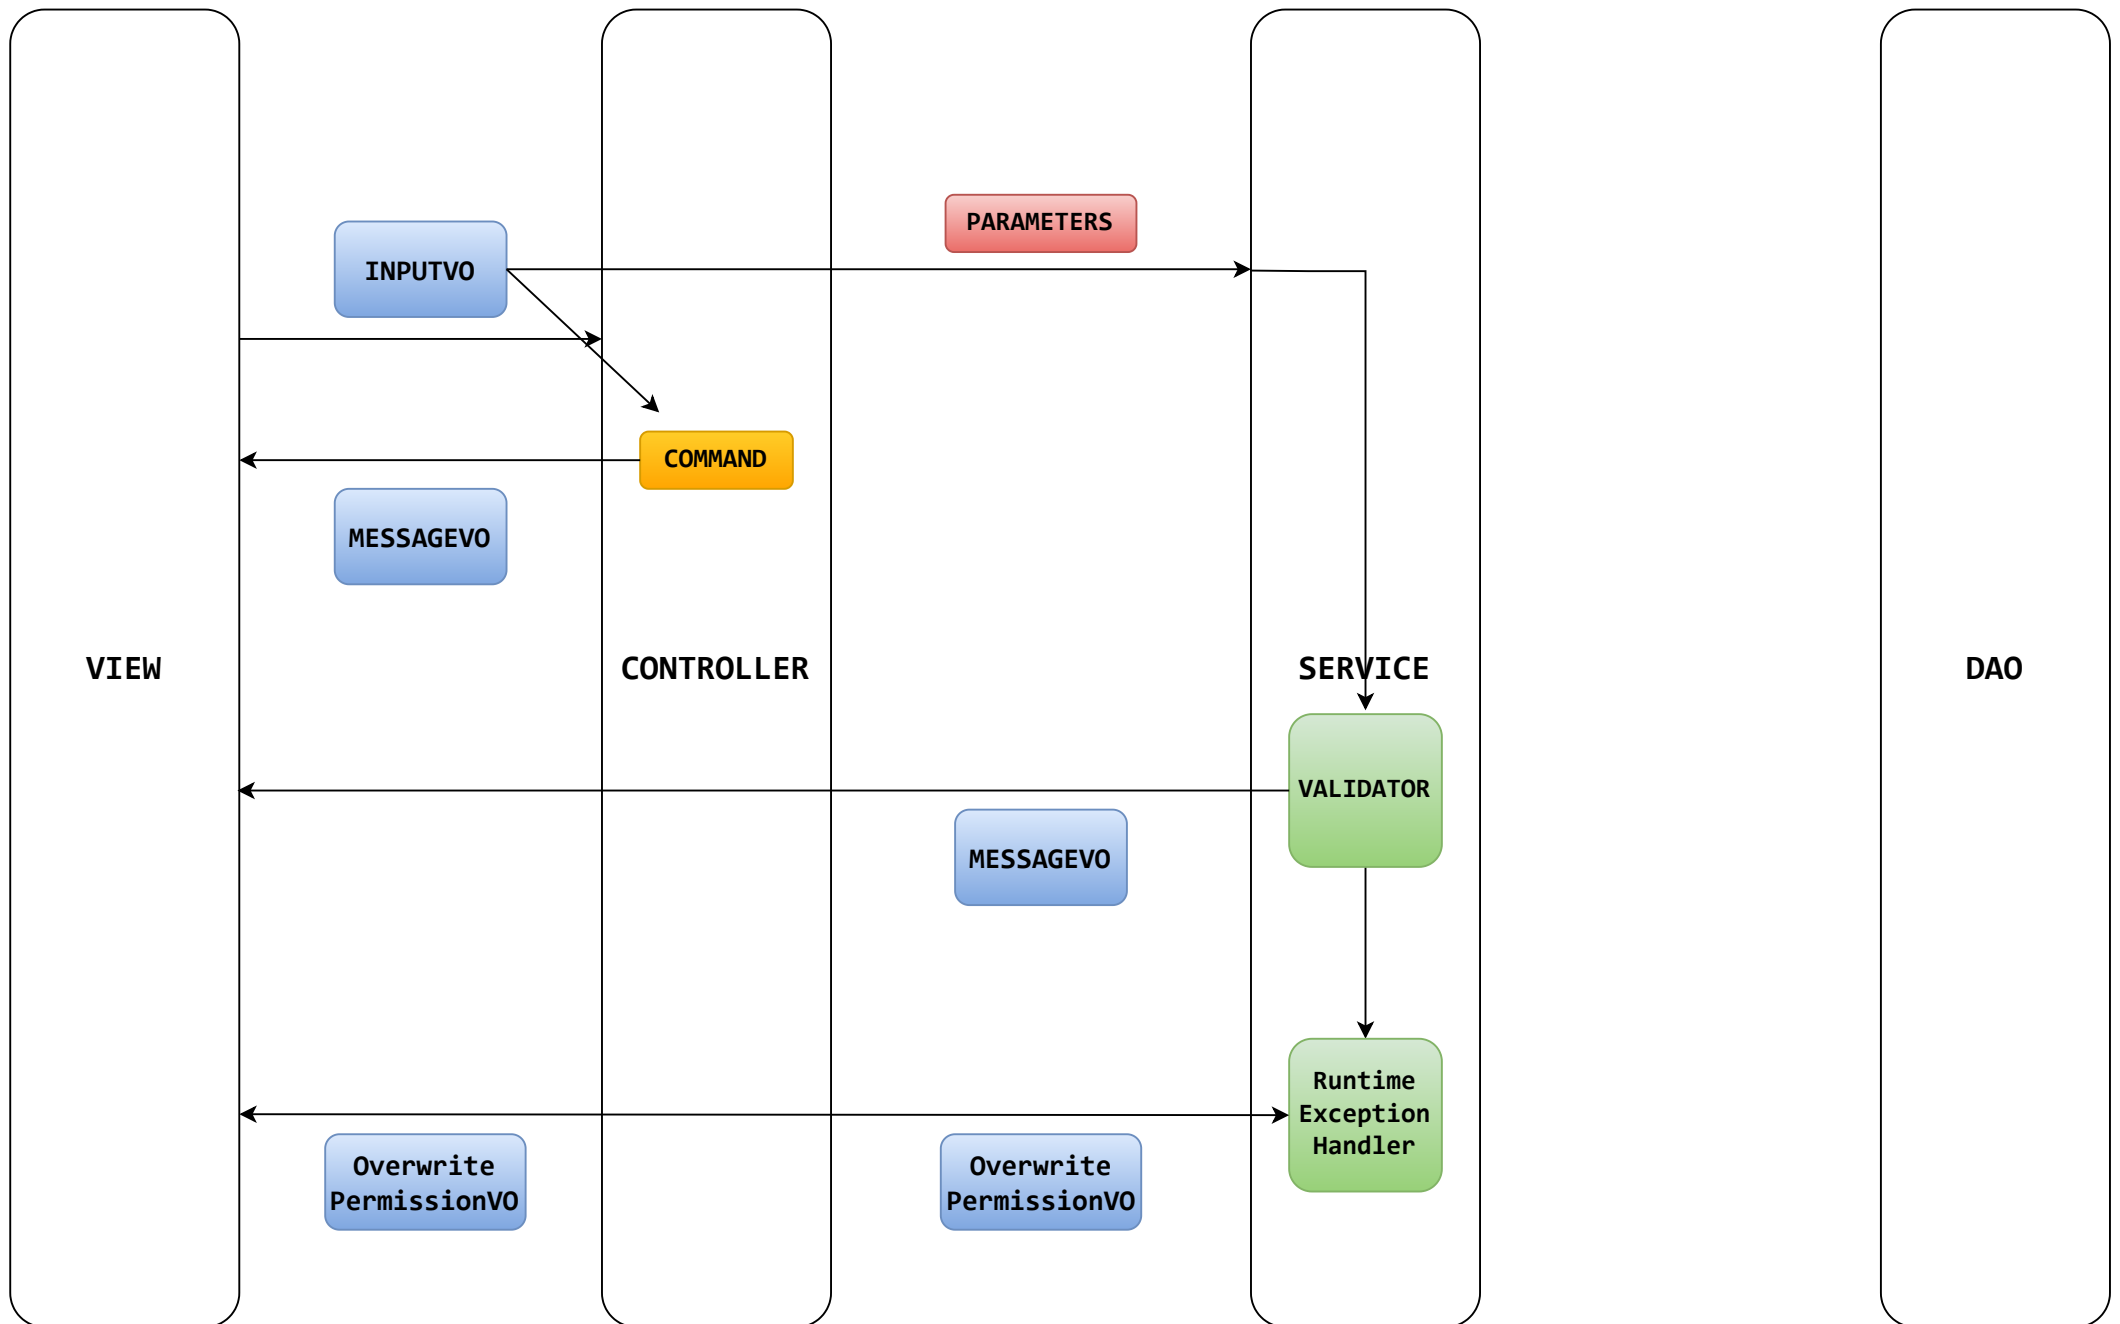 PARAMETERS
INPUTVO
COMMAND
MESSAGEVO
VIEW
CONTROLLER
SERVICE
DAO
VALIDATOR
MESSAGEVO
Runtime
Exception
Handler
Overwrite
PermissionVO
Overwrite
PermissionVO